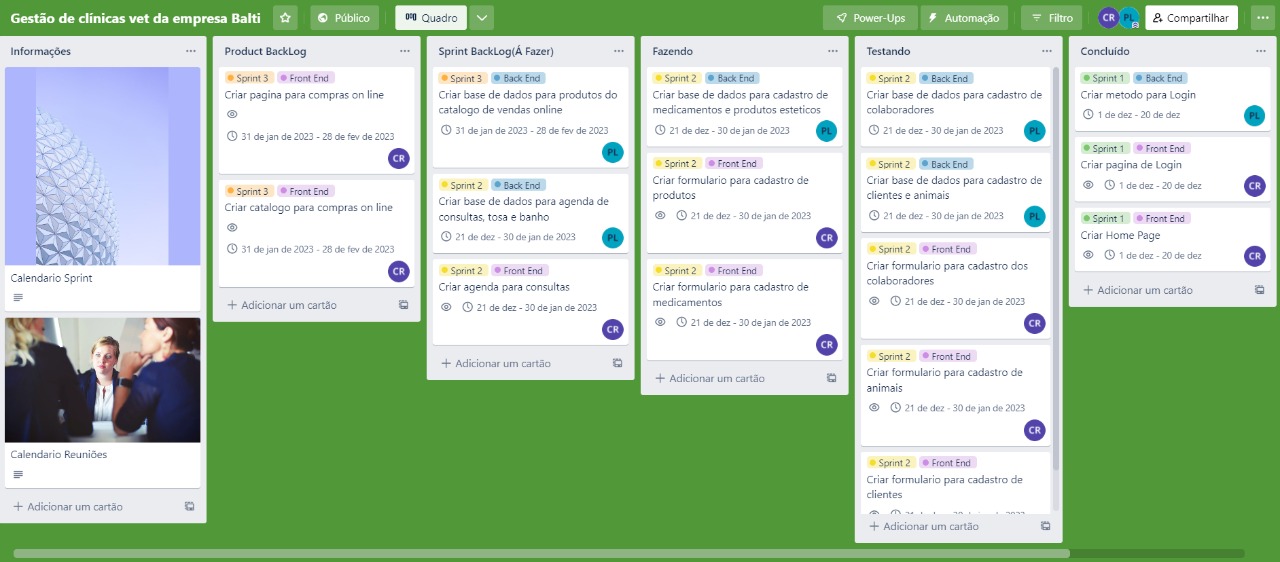 Gestão de clínicas vet da empresa Balti
Público
Quadro
Power-Ups
Automação
Filtro
CR
PL
Compartilhar
Informações
Calendario Sprint
Calendario Reuniões
Adicionar um cartão
Product BackLog
Sprint 3
Front End
Criar pagina para compras on line
31 de jan de 2023 - 28 de fev de 2023
CR
Sprint 3
Front End
Criar catalogo para compras on line
31 de jan de 2023 - 28 de fev de 2023
CR
Adicionar um cartão
Sprint BackLog(Á Fazer)
Sprint 3
Back End
Criar base de dados para produtos do
catalogo de vendas online
31 de jan de 2023 - 28 de fev de 2023
PL
Sprint 2
Back End
Criar base de dados para agenda de
consultas, tosa e banho
21 de dez - 30 de jan de 2023
PL
Sprint 2
Front End
Criar agenda para consultas
21 de dez - 30 de jan de 2023
CR
Adicionar um cartão
Fazendo
Sprint 2
Back End
Criar base de dados para cadastro de
medicamentos e produtos esteticos
21 de dez - 30 de jan de 2023
PL
Sprint 2
Front End
Criar formulario para cadastro de
produtos
21 de dez - 30 de jan de 2023
CR
Sprint 2
Front End
Criar formulario para cadastro de
medicamentos
21 de dez - 30 de jan de 2023
CR
Adicionar um cartão
Testando
Sprint 2
Back End
Criar base de dados para cadastro de
colaboradores
21 de dez - 30 de jan de 2023
PL
Sprint 2
Back End
Criar base de dados para cadastro de
clientes e animais
21 de dez - 30 de jan de 2023
PL
Sprint 2
Front End
Criar formulario para cadastro dos
colaboradores
21 de dez - 30 de jan de 2023
CR
Sprint 2
Front End
Criar formulario para cadastro de
animais
21 de dez - 30 de jan de 2023
CR
Sprint 2
Front End
Criar formulario para cadastro de
clientes
Adicionar um cartão
Concluído
Sprint 1
Back End
Criar metodo para Login
1 de dez - 20 de dez
PL
Sprint 1
Front End
Criar pagina de Login
1 de dez - 20 de dez
CR
Sprint 1
Front End
Criar Home Page
1 de dez - 20 de dez
CR
Adicionar um cartão